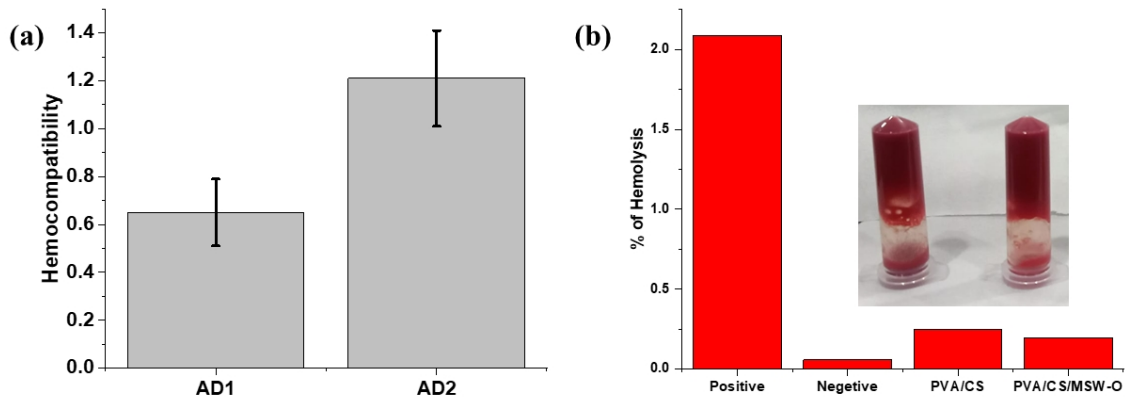 (a)
Hemocompatibility
1.4
1.2
1.0
0.8
0.6
0.4
0.2
0.0
AD1 AD2
(b)
% of Hemolysis
2.0
1.5
1.0
0.5
0.0
Positive Negetive PVA/CS PVA/CS/MSW-O